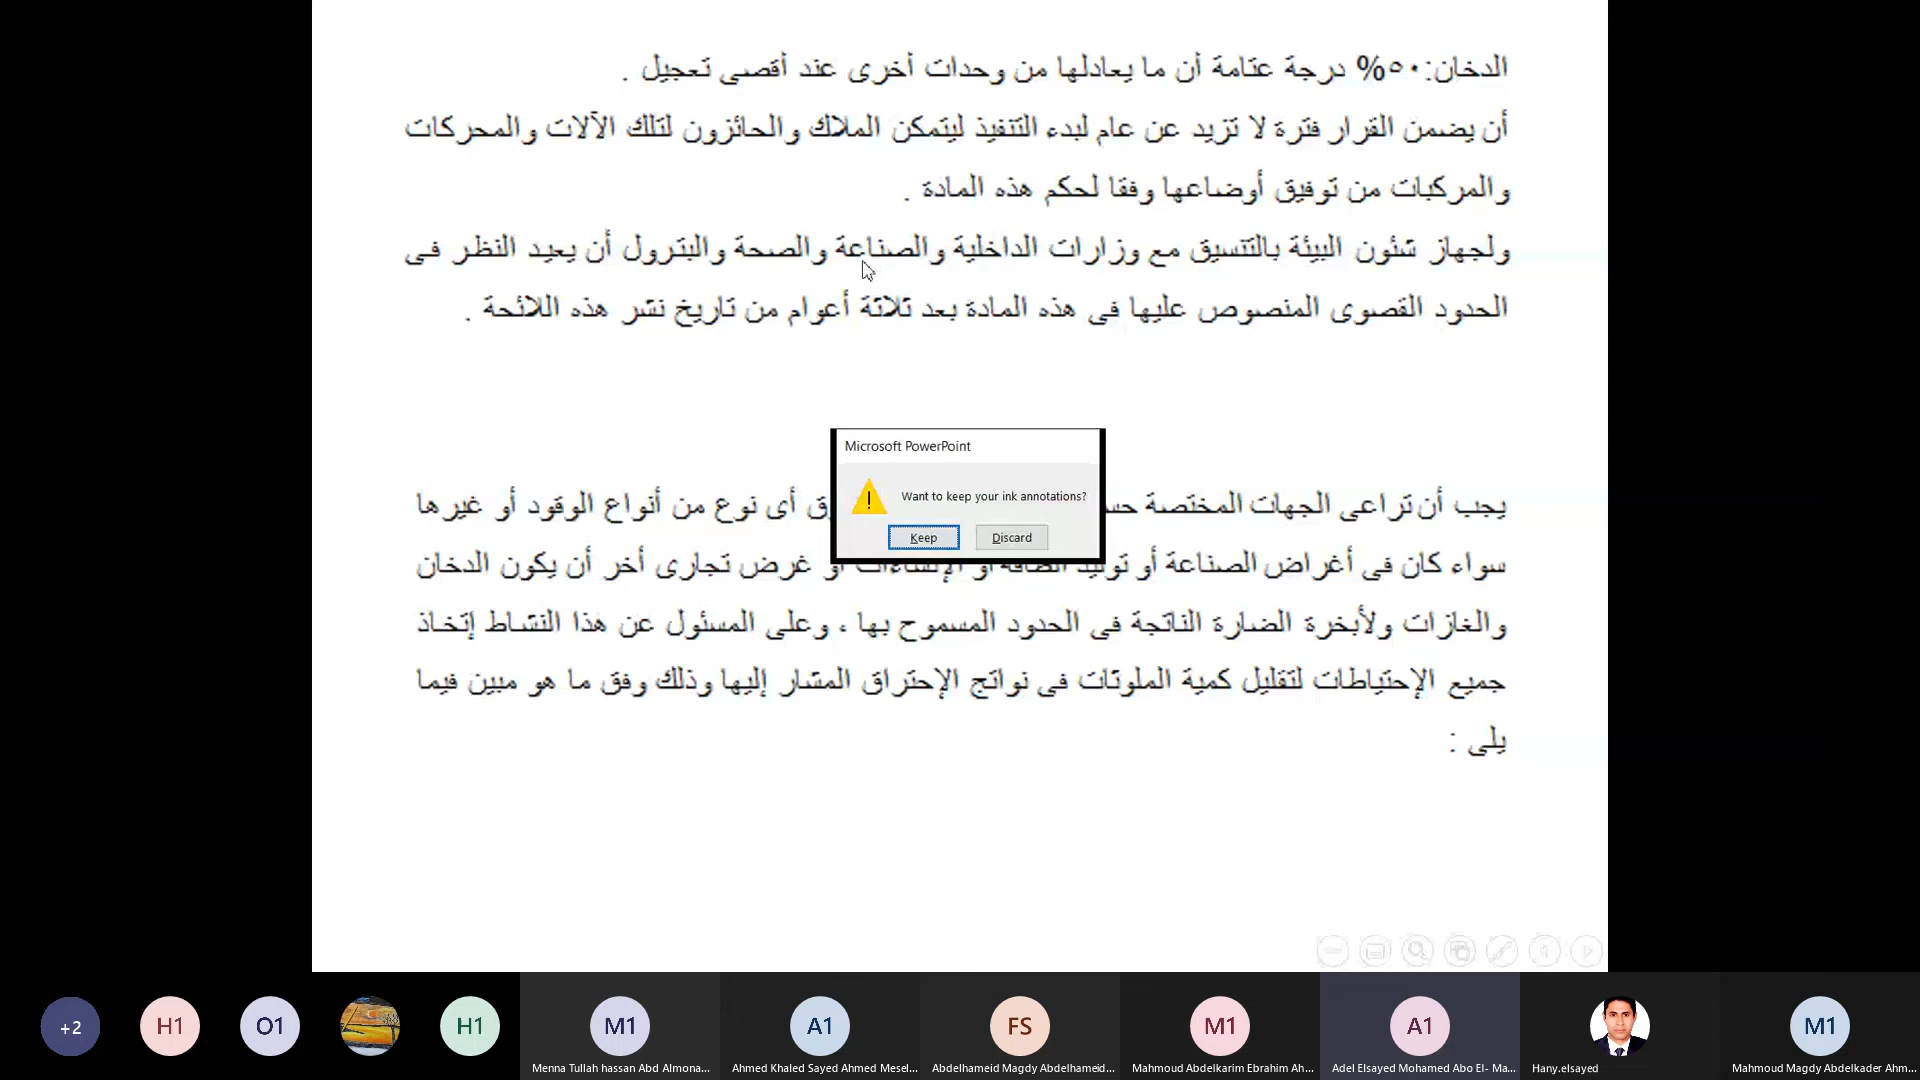 الدخان:٥٠% درجة عتامة أن ما يعادلها من وحدات أخرى عند أقصى تعجيل .
أن يضمن القرار فترة لا تزيد عن عام لبدء التنفيذ ليتمكن الملاك والحائزون لتلك الآلات والمحركات
والمركبات من توفيق أوضاعها وفقا لحكم هذه المادة .
ولجهاز شئون البيئة بالتنسيق مع وزارات الداخلية والصناعة والصحة والبترول أن يعيد النظر فى
الحدود القصوى المنصوص عليها فى هذه المادة بعد ثلاثة أعوام من تاريخ نشر هذه اللائحة .
Microsoft PowerPoint
Want to keep your ink annotations?
Keep
Discard
يجب أن تراعى الجهات المختصة أى نوع من أنواع الوقود أو غيرها
سواء كان فى أغراض الصناعة أو توليد الطاقة أو الإنشاءات أو غرض تجارى أخر أن يكون الدخان
والغازات ولأبخرة الضارة الناتجة فى الحدود المسموح بها ، وعلى المسئول عن هذا النشاط إتخاذ
جميع الإحتياطات لتقليل كمية الملوثات فى نواتج الإحتراق المشار إليها وذلك وفق ما هو مبين فيما
يلى :
+2
H1
O1
H1
M1
A1
FS
M1
A1
M1
Menna Tullah hassan Abd Almona...
Ahmed Khaled Sayed Ahmed Mesel...
Abdelhameid Magdy Abdelhameid...
Mahmoud Abdelkarim Ebrahim Ah...
Adel Elsayed Mohamed Abo El- Ma...
Hany.elsayed
Mahmoud Magdy Abdelkader Ahm...